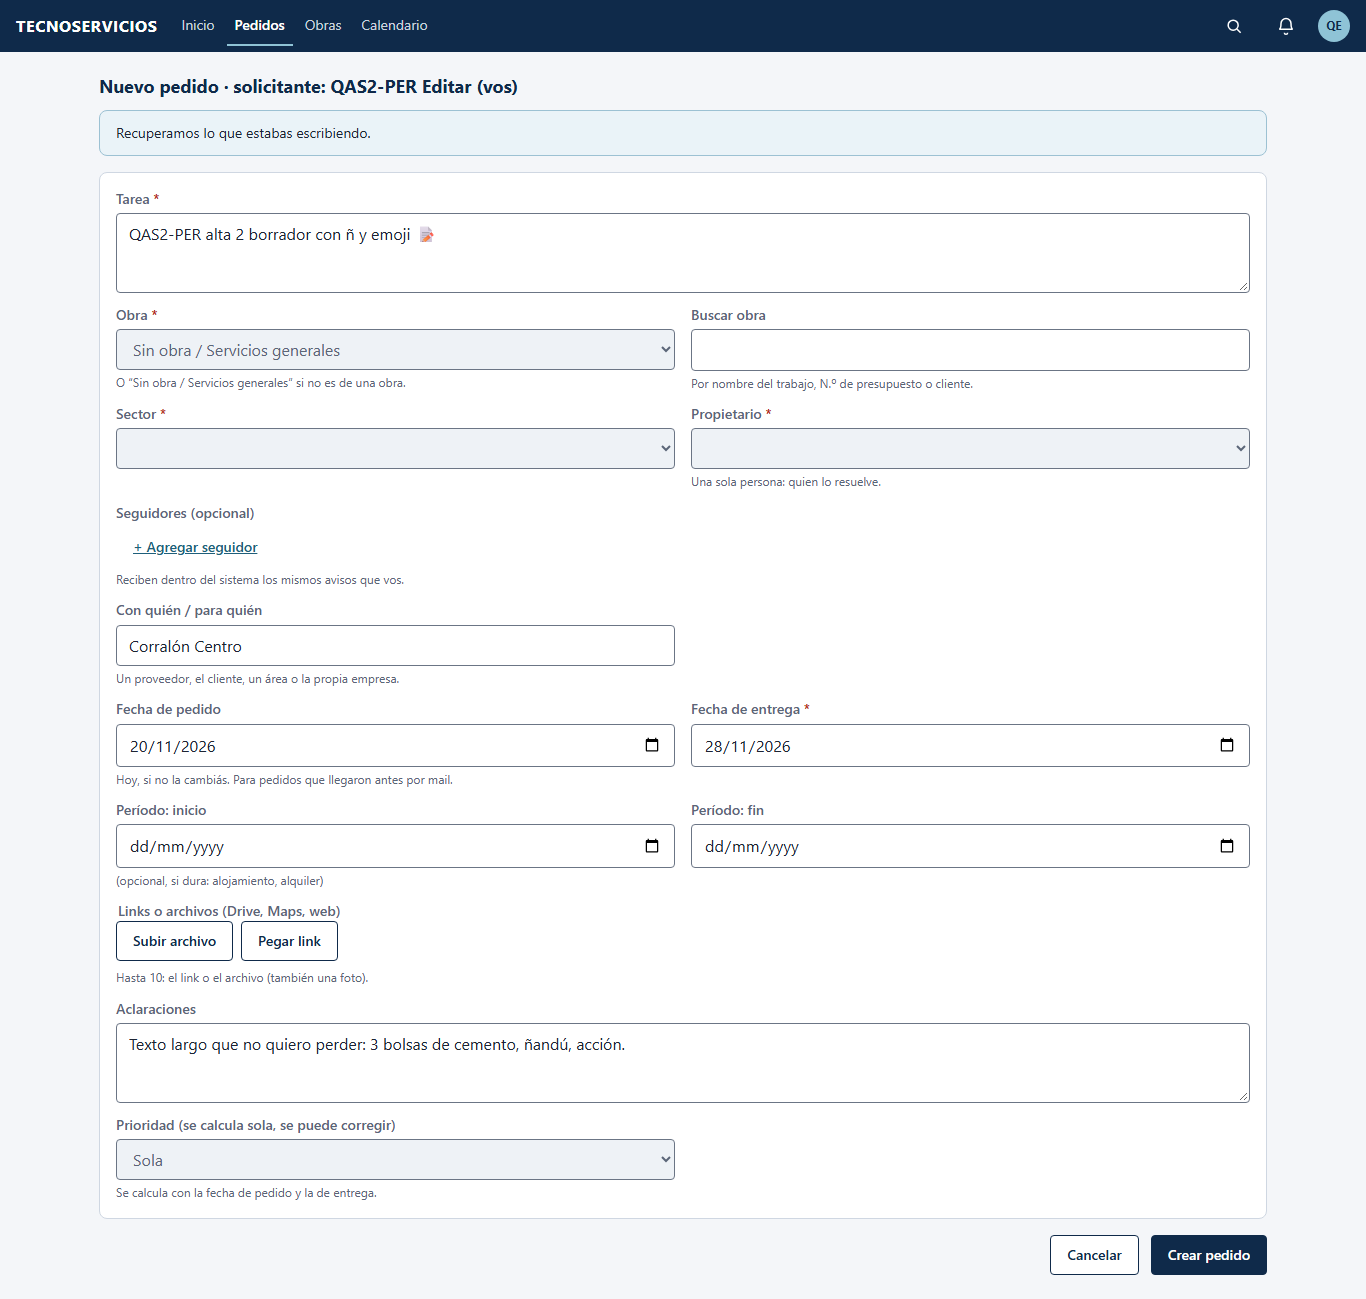 TECNOSERVICIOS Inicio Pedidos Obras Calendario QE
Nuevo pedido · solicitante: QAS2-PER Editar (vos)
Recuperamos lo que estabas escribiendo.
Tarea *
QAS2-PER alta 2 borrador con ñ y emoji 📝
Obra * Buscar obra
Sin obra / Servicios generales
O “Sin obra / Servicios generales” si no es de una obra. Por nombre del trabajo, N.º de presupuesto o cliente.
Sector * Propietario *
Una sola persona: quien lo resuelve.
Seguidores (opcional)
+ Agregar seguidor
Reciben dentro del sistema los mismos avisos que vos.
Con quién / para quién
Corralón Centro
Un proveedor, el cliente, un área o la propia empresa.
Fecha de pedido Fecha de entrega *
20/11/2026 28/11/2026
Hoy, si no la cambiás. Para pedidos que llegaron antes por mail.
Período: inicio Período: fin
dd/mm/yyyy dd/mm/yyyy
(opcional, si dura: alojamiento, alquiler)
Links o archivos (Drive, Maps, web)
Subir archivo Pegar link
Hasta 10: el link o el archivo (también una foto).
Aclaraciones
Texto largo que no quiero perder: 3 bolsas de cemento, ñandú, acción.
Prioridad (se calcula sola, se puede corregir)
Sola
Se calcula con la fecha de pedido y la de entrega.
Cancelar Crear pedido